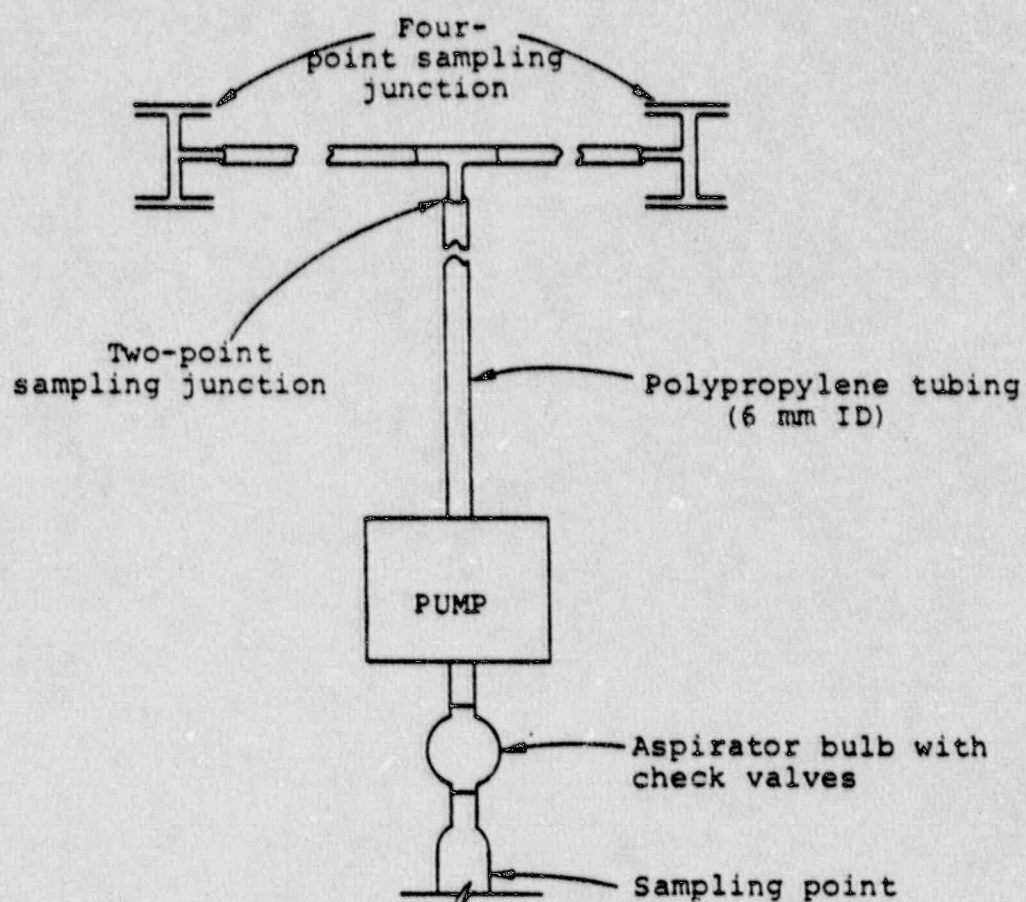 Four-
point sampling
junction
Two-point
sampling junction
Polypropylene tubing
(6 mm ID)
PUMP
Aspirator bulb with
check valves
Sampling point